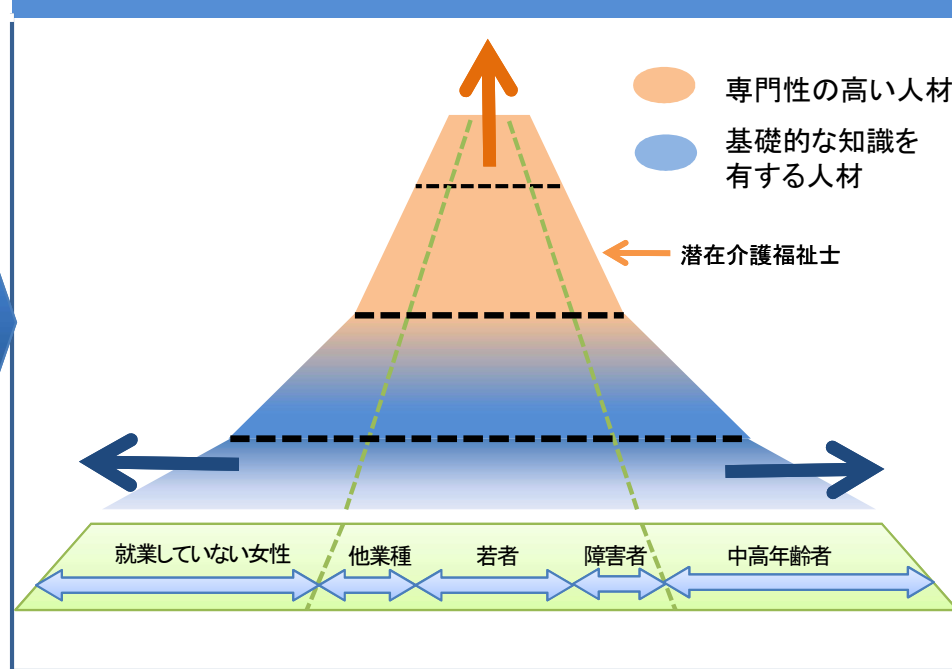 専門性の高い人材
基礎的な知識を
有する人材
潜在介護福祉士
就業していない女性
他業種
若者
障害者
中高年齢者